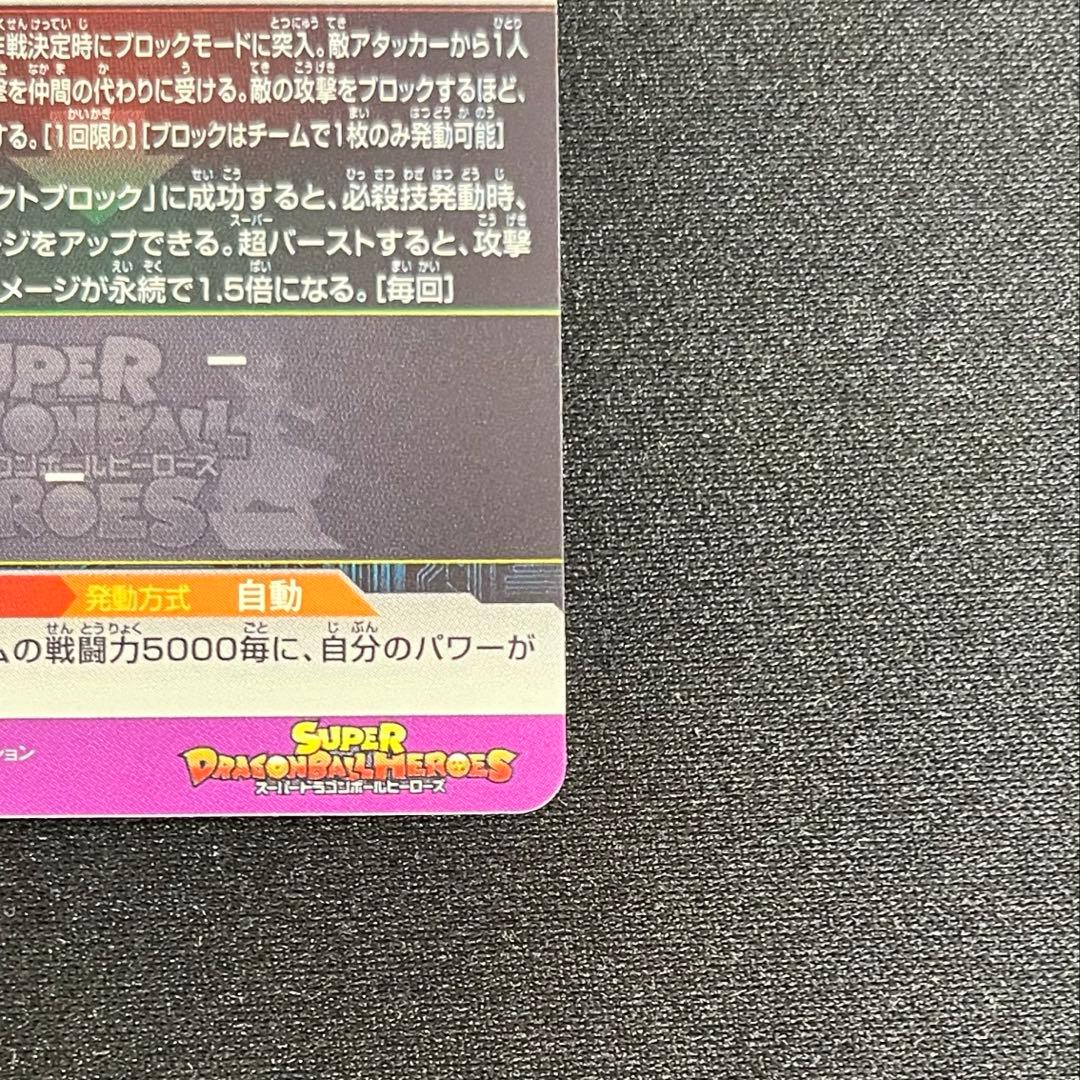 戦決定時にブロックモードに突入。敵アタッカーから1人
撃を仲間の代わりに受ける。敵の攻撃をブロックするほど、
する。[1回限り][ブロックはチームで1枚のみ発動可能]
クトブロック」に成功すると、必殺技発動時、
ージをアップできる。超バーストすると、攻撃
メージが永続で1.5倍になる。[毎回]
SUPER
DRAGONBALL
ラゴンボールヒーローズ
HEROES
発動方式 自動
ムの戦闘力5000毎に、自分のパワーが
ション
SUPER
DRAGONBALL HEROES
スーパードラゴンボールヒーローズ